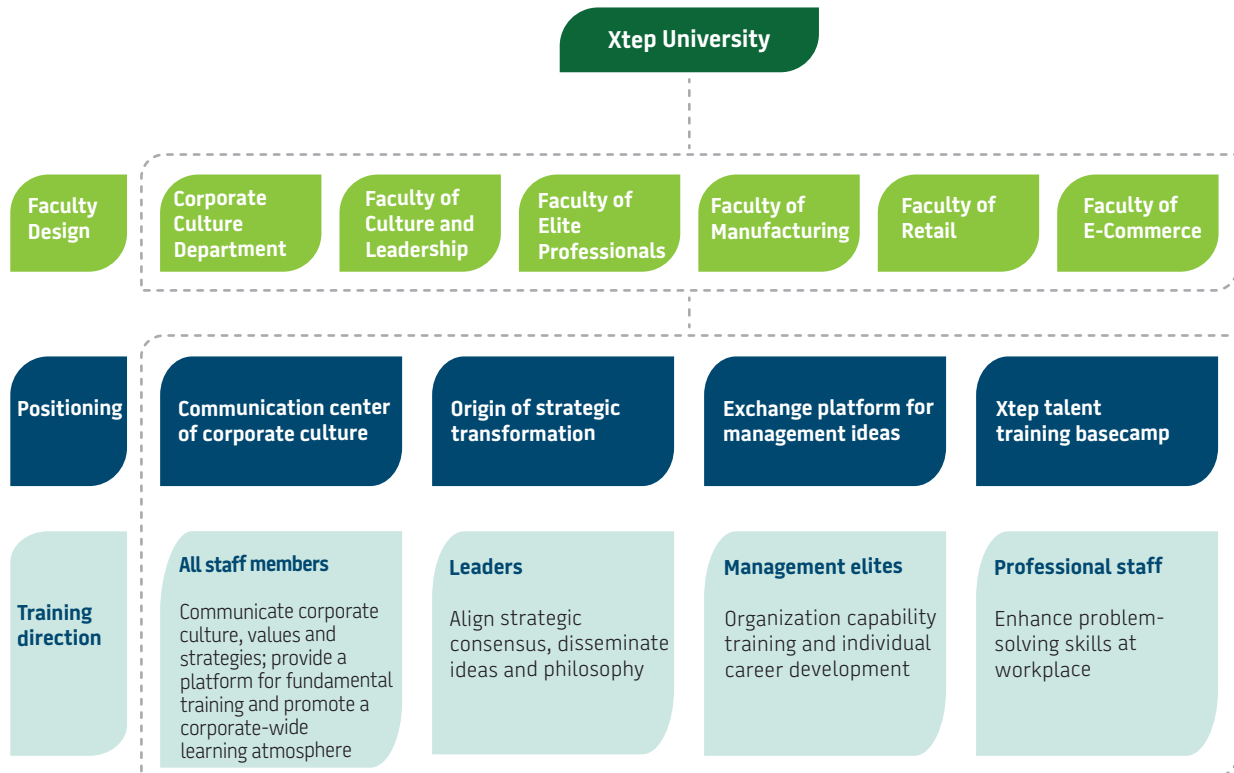 Xtep University
Faculty
Design
Corporate
Culture
Department
Faculty of
Culture and
Leadership
Faculty of
Elite
Professionals
Faculty of
Manufacturing
Faculty of
Retail
Faculty of
E-Commerce
Positioning
Communication center
of corporate culture
Origin of strategic
transformation
Exchange platform for
management ideas
Xtep talent
training basecamp
Training
direction
All staff members
Communicate corporate
culture, values and
strategies; provide a
platform for fundamental
training and promote a
corporate-wide
learning atmosphere
Leaders
Align strategic
consensus, disseminate
ideas and philosophy
Management elites
Organization capability
training and individual
career development
Professional staff
Enhance problem-
solving skills at
workplace